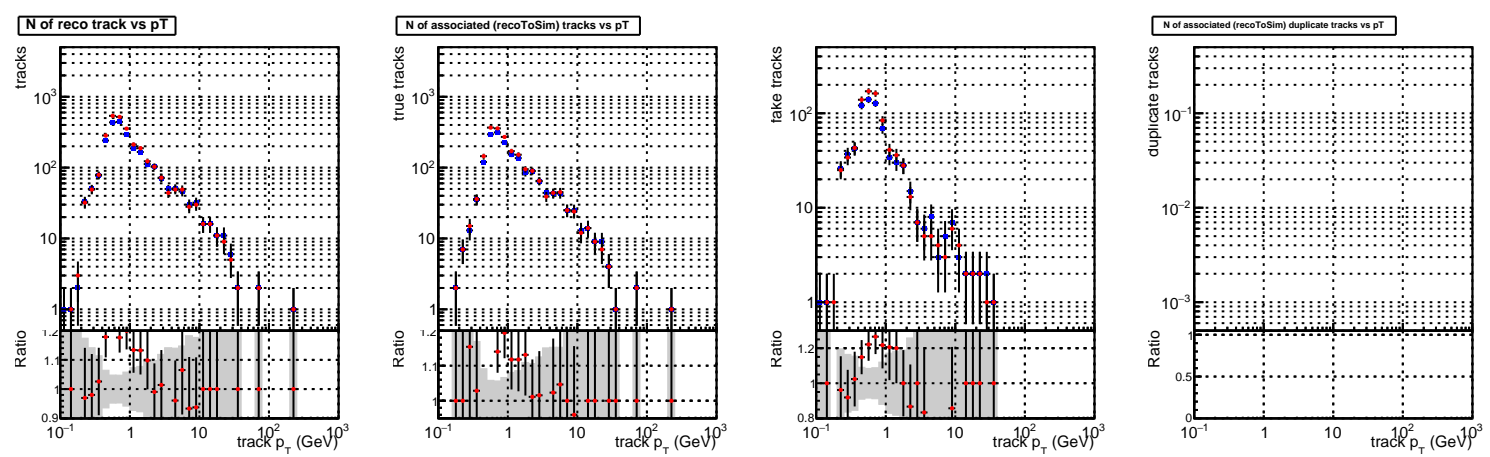 N of reco track vs pT
tracks
10³
10²
10
1
Ratio
1.2
1.1
1
0.9
10⁻¹ 1 10 10² 10³
track p_T (GeV)
N of associated (recoToSim) tracks vs pT
true tracks
10³
10²
10
1
Ratio
1.2
1.1
1
10⁻¹ 1 10 10² 10³
track p_T (GeV)
fake tracks
10²
10
1
Ratio
1.2
1
0.8
10⁻¹ 1 10 10² 10³
track p_T (GeV)
N of associated (recoToSim) duplicate tracks vs pT
duplicate tracks
10⁻¹
10⁻²
10⁻³
Ratio
1
0.5
0
10⁻¹ 1 10 10² 10³
track p_T (GeV)